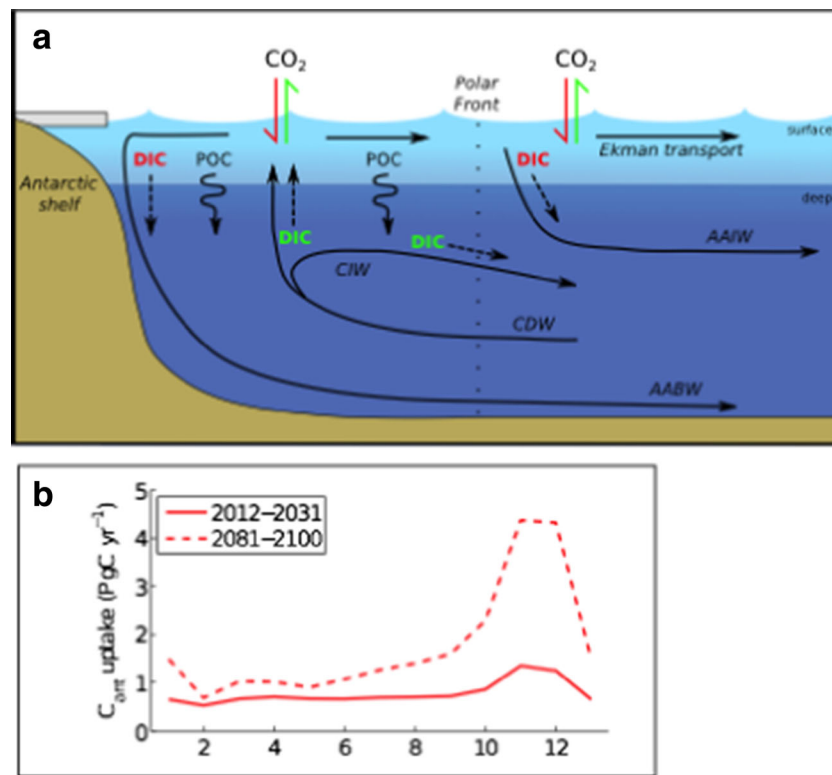 a
CO₂
CO₂
Polar
Front
surface
DIC
POC
POC
DIC
Ekman transport
Antarctic
shelf
deep
DIC
DIC
AAIW
CIW
CDW
AABW
b
C_ant uptake (PgC yr⁻¹)
5
4
3
2
1
0
2012−2031
2081−2100
2
4
6
8
10
12